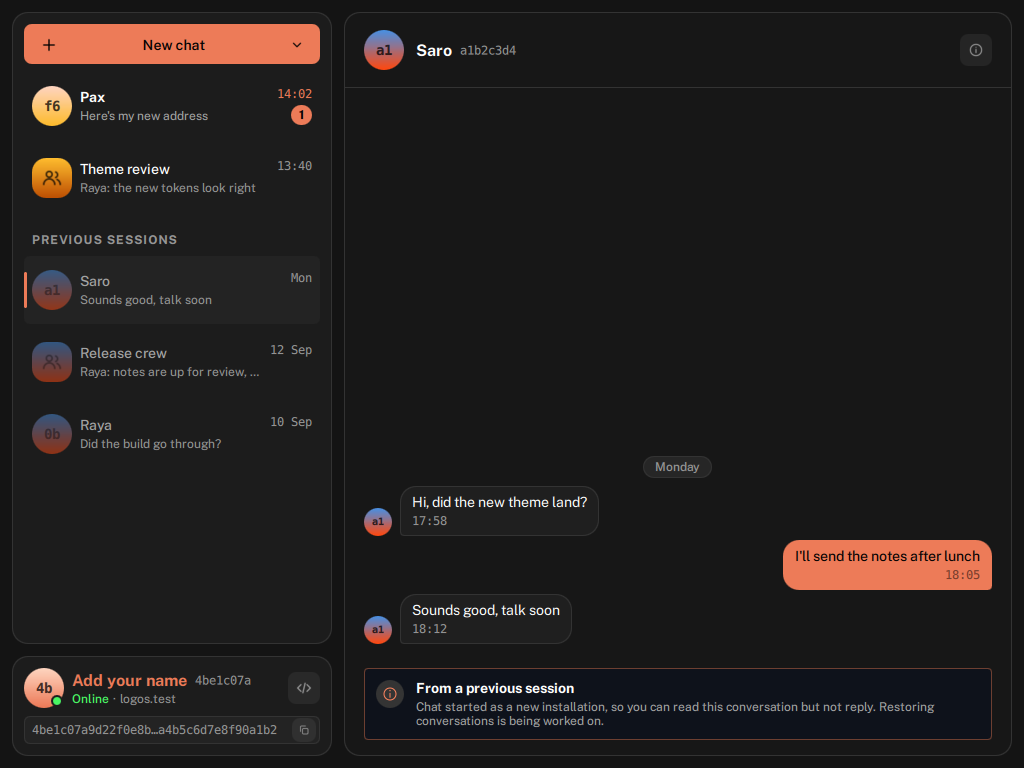 New chat
f6
Pax
14:02
Here's my new address
1
Theme review
13:40
Raya: the new tokens look right
PREVIOUS SESSIONS
a1
Saro
Mon
Sounds good, talk soon
Release crew
12 Sep
Raya: notes are up for review, …
0b
Raya
10 Sep
Did the build go through?
4b
Add your name 4be1c07a
Online · logos.test
4be1c07a9d22f0e8b…a4b5c6d7e8f90a1b2
a1
Saro a1b2c3d4
Monday
Hi, did the new theme land?
17:58
a1
I'll send the notes after lunch
18:05
Sounds good, talk soon
18:12
a1
From a previous session
Chat started as a new installation, so you can read this conversation but not reply. Restoring
conversations is being worked on.